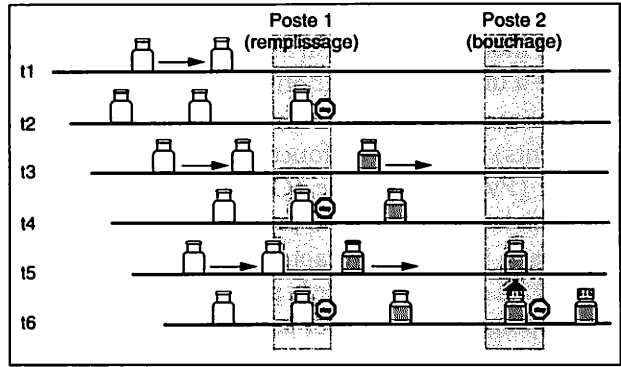 Poste 1
(remplissage)
Poste 2
(bouchage)
t1
t2
t3
t4
t5
t6